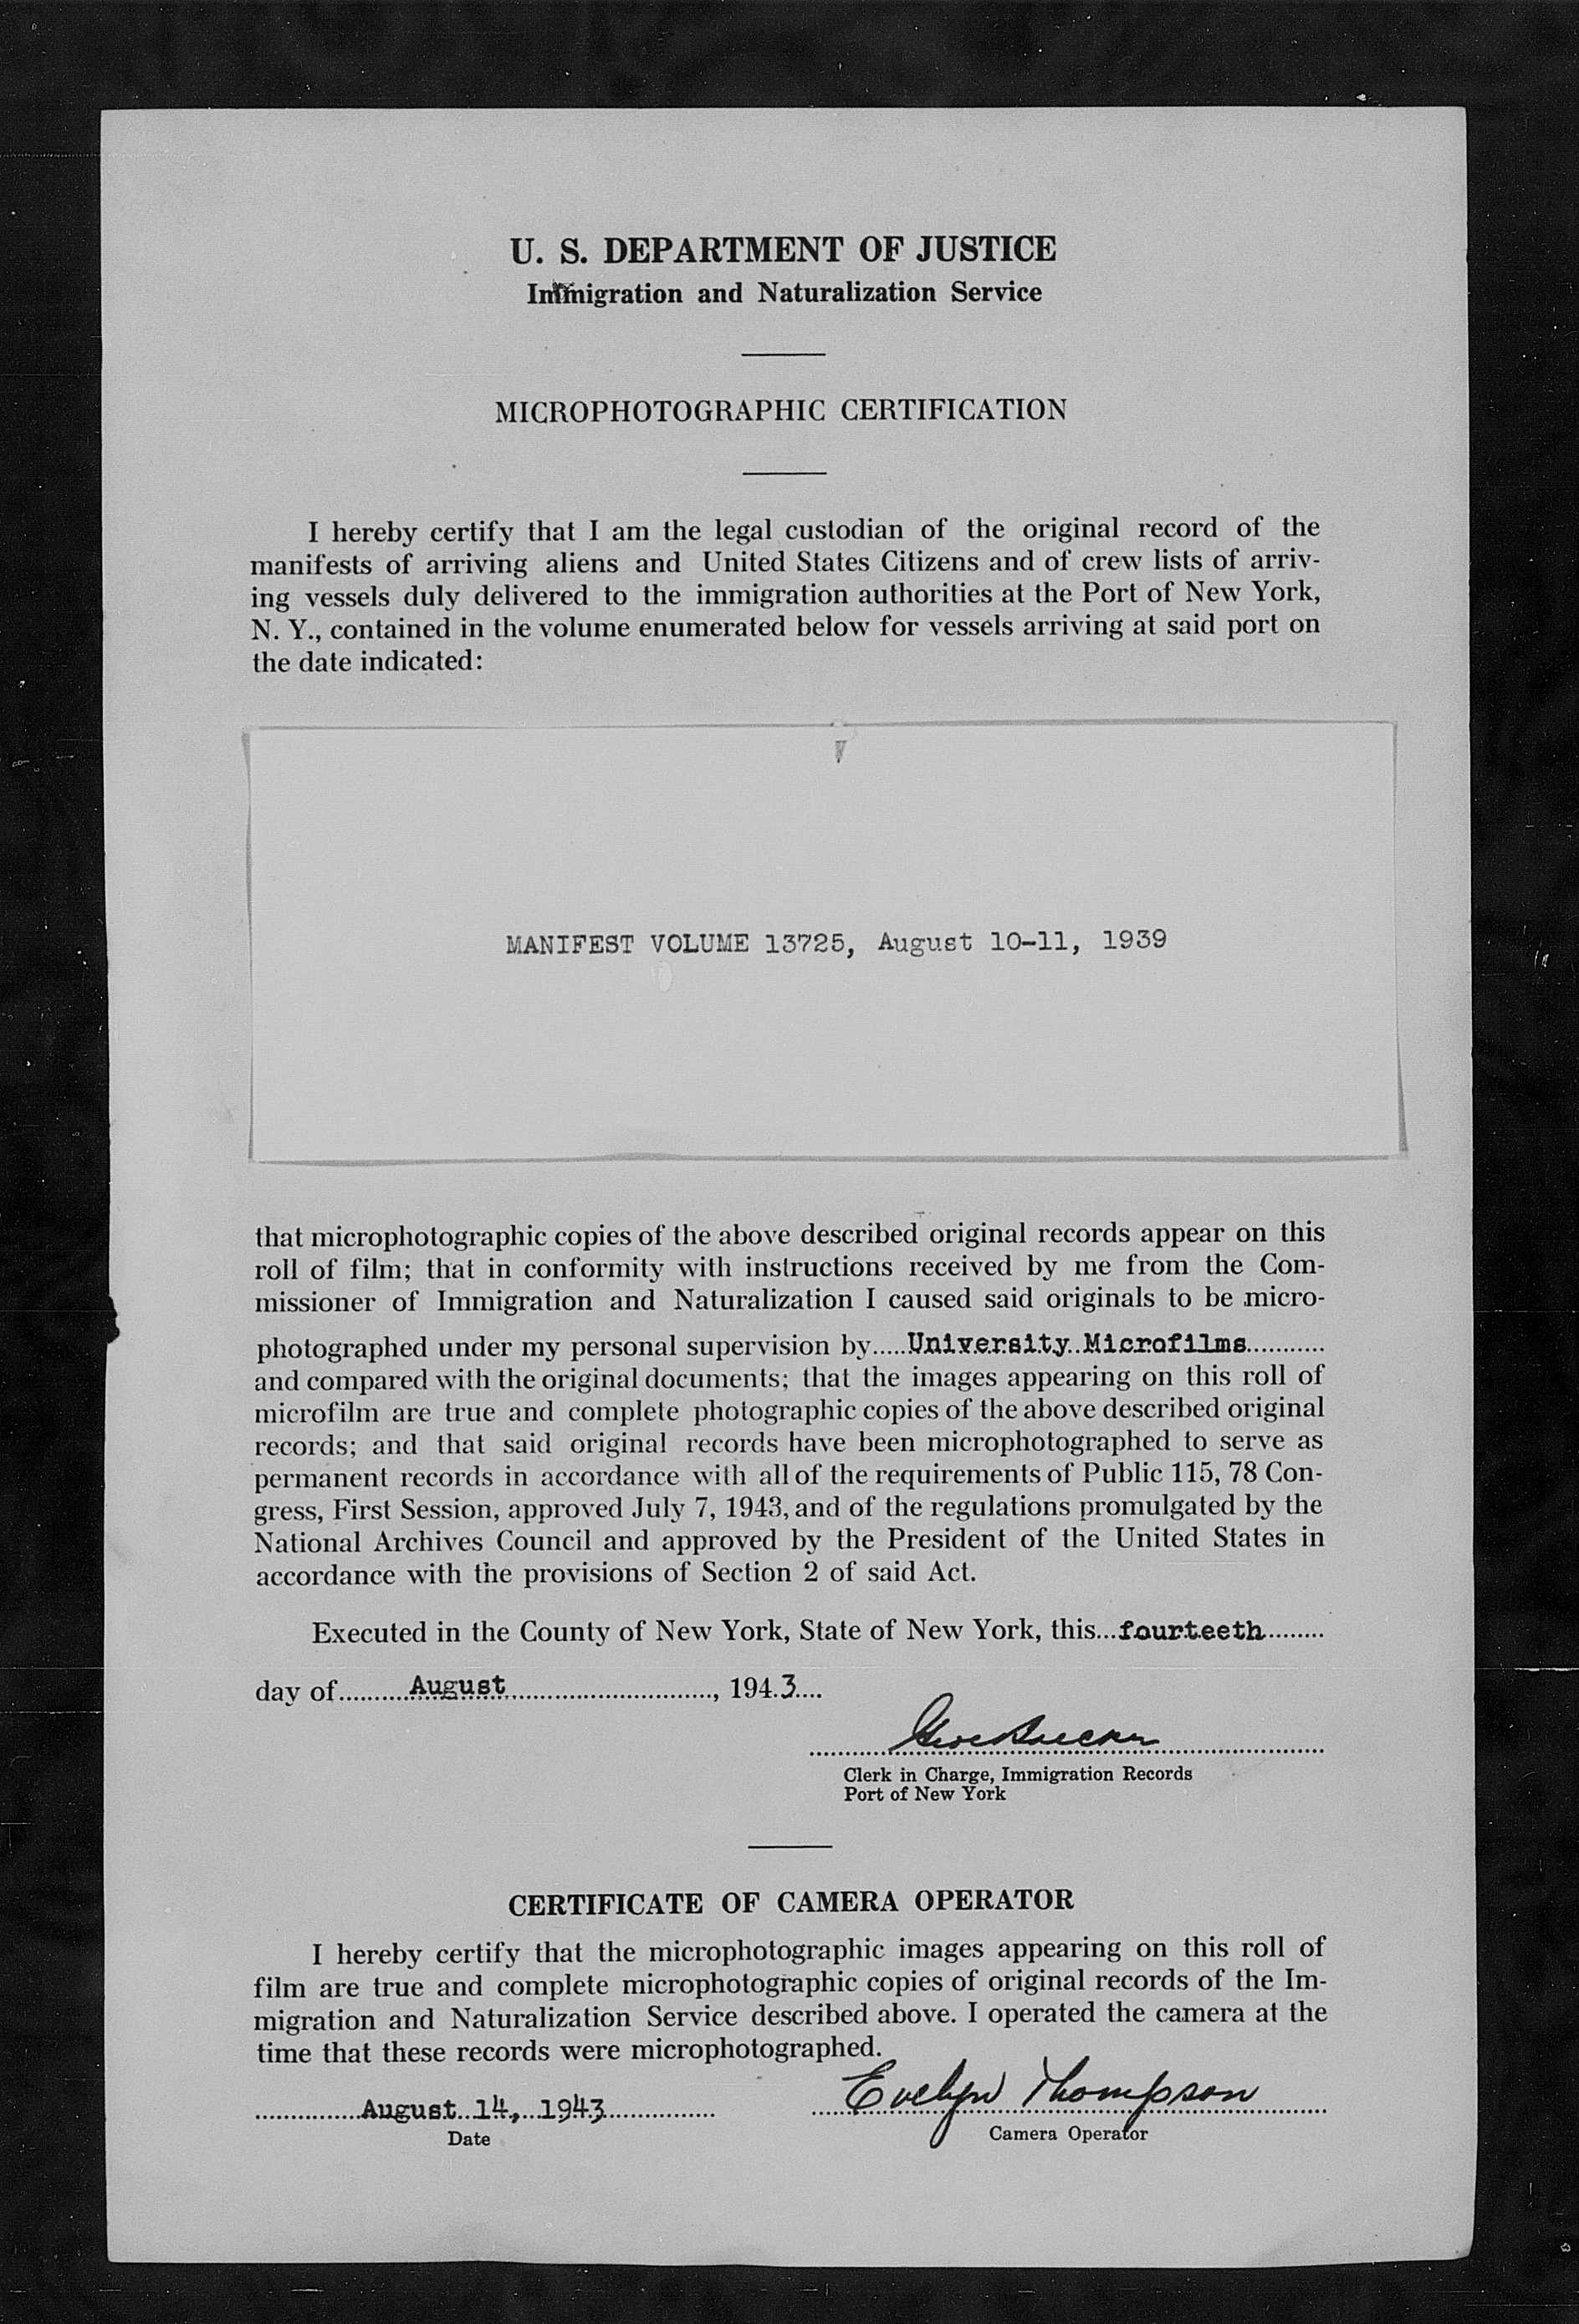 U. S. DEPARTMENT OF JUSTICE
Immigration and Naturalization Service
MICROPHOTOGRAPHIC CERTIFICATION
I hereby certify that I am the legal custodian of the original record of the
manifests of arriving aliens and United States Citizens and of crew lists of arriv-
ing vessels duly delivered to the immigration authorities at the Port of New York,
N. Y., contained in the volume enumerated below for vessels arriving at said port on
the date indicated:
MANIFEST VOLUME 13725, August 10-11, 1939
that microphotographic copies of the above described original records appear on this
roll of film; that in conformity with instructions received by me from the Com-
missioner of Immigration and Naturalization I caused said originals to be micro-
photographed under my personal supervision by.....University Microfilms............
and compared with the original documents; that the images appearing on this roll of
microfilm are true and complete photographic copies of the above described original
records; and that said original records have been microphotographed to serve as
permanent records in accordance with all of the requirements of Public 115, 78 Con-
gress, First Session, approved July 7, 1943, and of the regulations promulgated by the
National Archives Council and approved by the President of the United States in
accordance with the provisions of Section 2 of said Act.
Executed in the County of New York, State of New York, this...fourteeth.........
day of...........August..................................., 194.3....
Clerk in Charge, Immigration Records
Port of New York
CERTIFICATE OF CAMERA OPERATOR
I hereby certify that the microphotographic images appearing on this roll of
film are true and complete microphotographic copies of original records of the Im-
migration and Naturalization Service described above. I operated the camera at the
time that these records were microphotographed.
August 14, 1943 Evelyn Thompson
Date Camera Operator